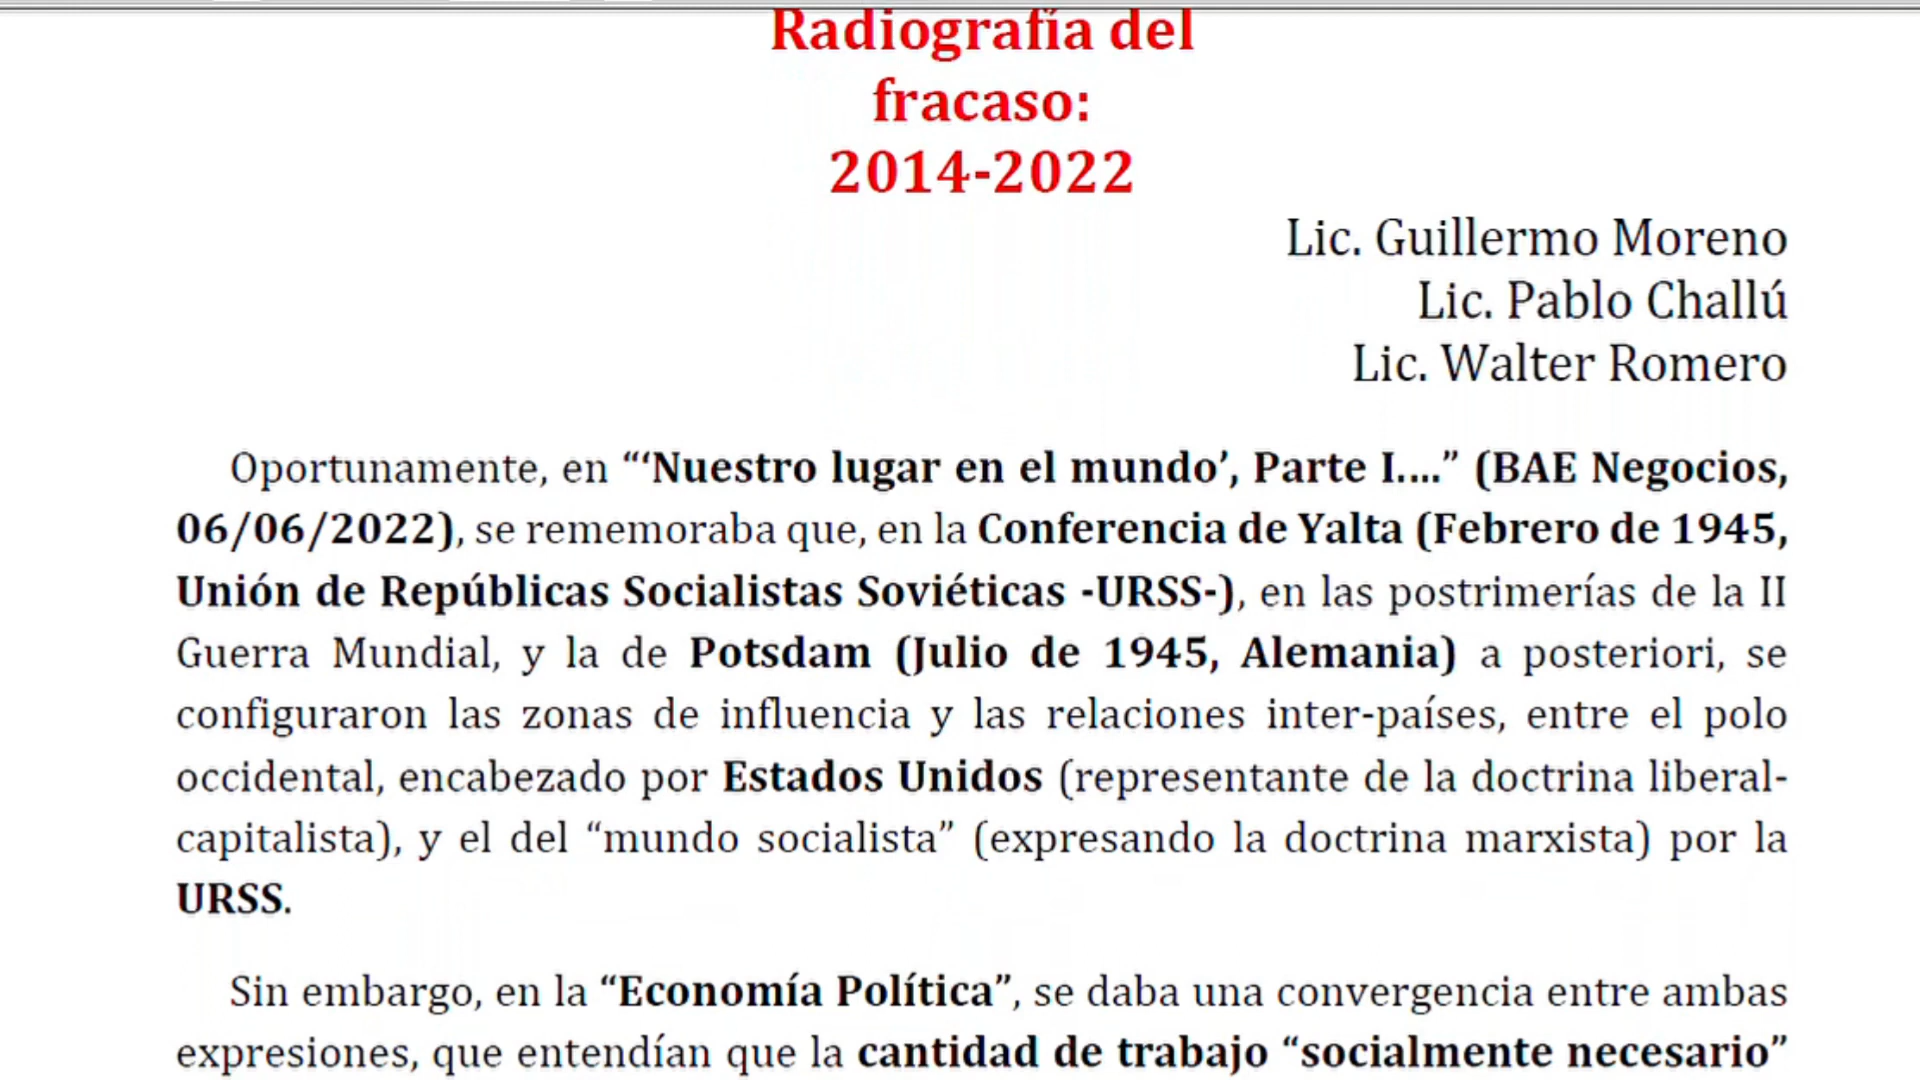 Radiografía del
fracaso:
2014-2022
Lic. Guillermo Moreno
Lic. Pablo Challú
Lic. Walter Romero
Oportunamente, en “‘Nuestro lugar en el mundo’, Parte I....” (BAE Negocios,
06/06/2022), se rememoraba que, en la Conferencia de Yalta (Febrero de 1945,
Unión de Repúblicas Socialistas Soviéticas -URSS-), en las postrimerías de la II
Guerra Mundial, y la de Potsdam (Julio de 1945, Alemania) a posteriori, se
configuraron las zonas de influencia y las relaciones inter-países, entre el polo
occidental, encabezado por Estados Unidos (representante de la doctrina liberal-
capitalista), y el del “mundo socialista” (expresando la doctrina marxista) por la
URSS.
Sin embargo, en la “Economía Política”, se daba una convergencia entre ambas
expresiones, que entendían que la cantidad de trabajo “socialmente necesario”